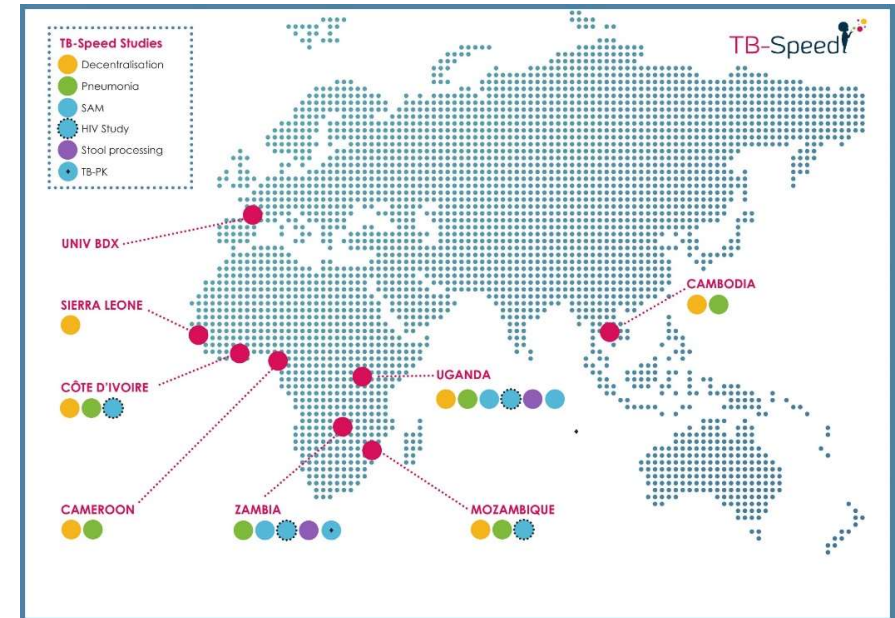 TB-Speed Studies
Decentralisation
Pneumonia
SAM
HIV Study
Stool processing
TB-PK
TB-Speed
UNIV BDX
SIERRA LEONE
CÔTE D'IVOIRE
CAMEROON
ZAMBIA
UGANDA
MOZAMBIQUE
CAMBODIA